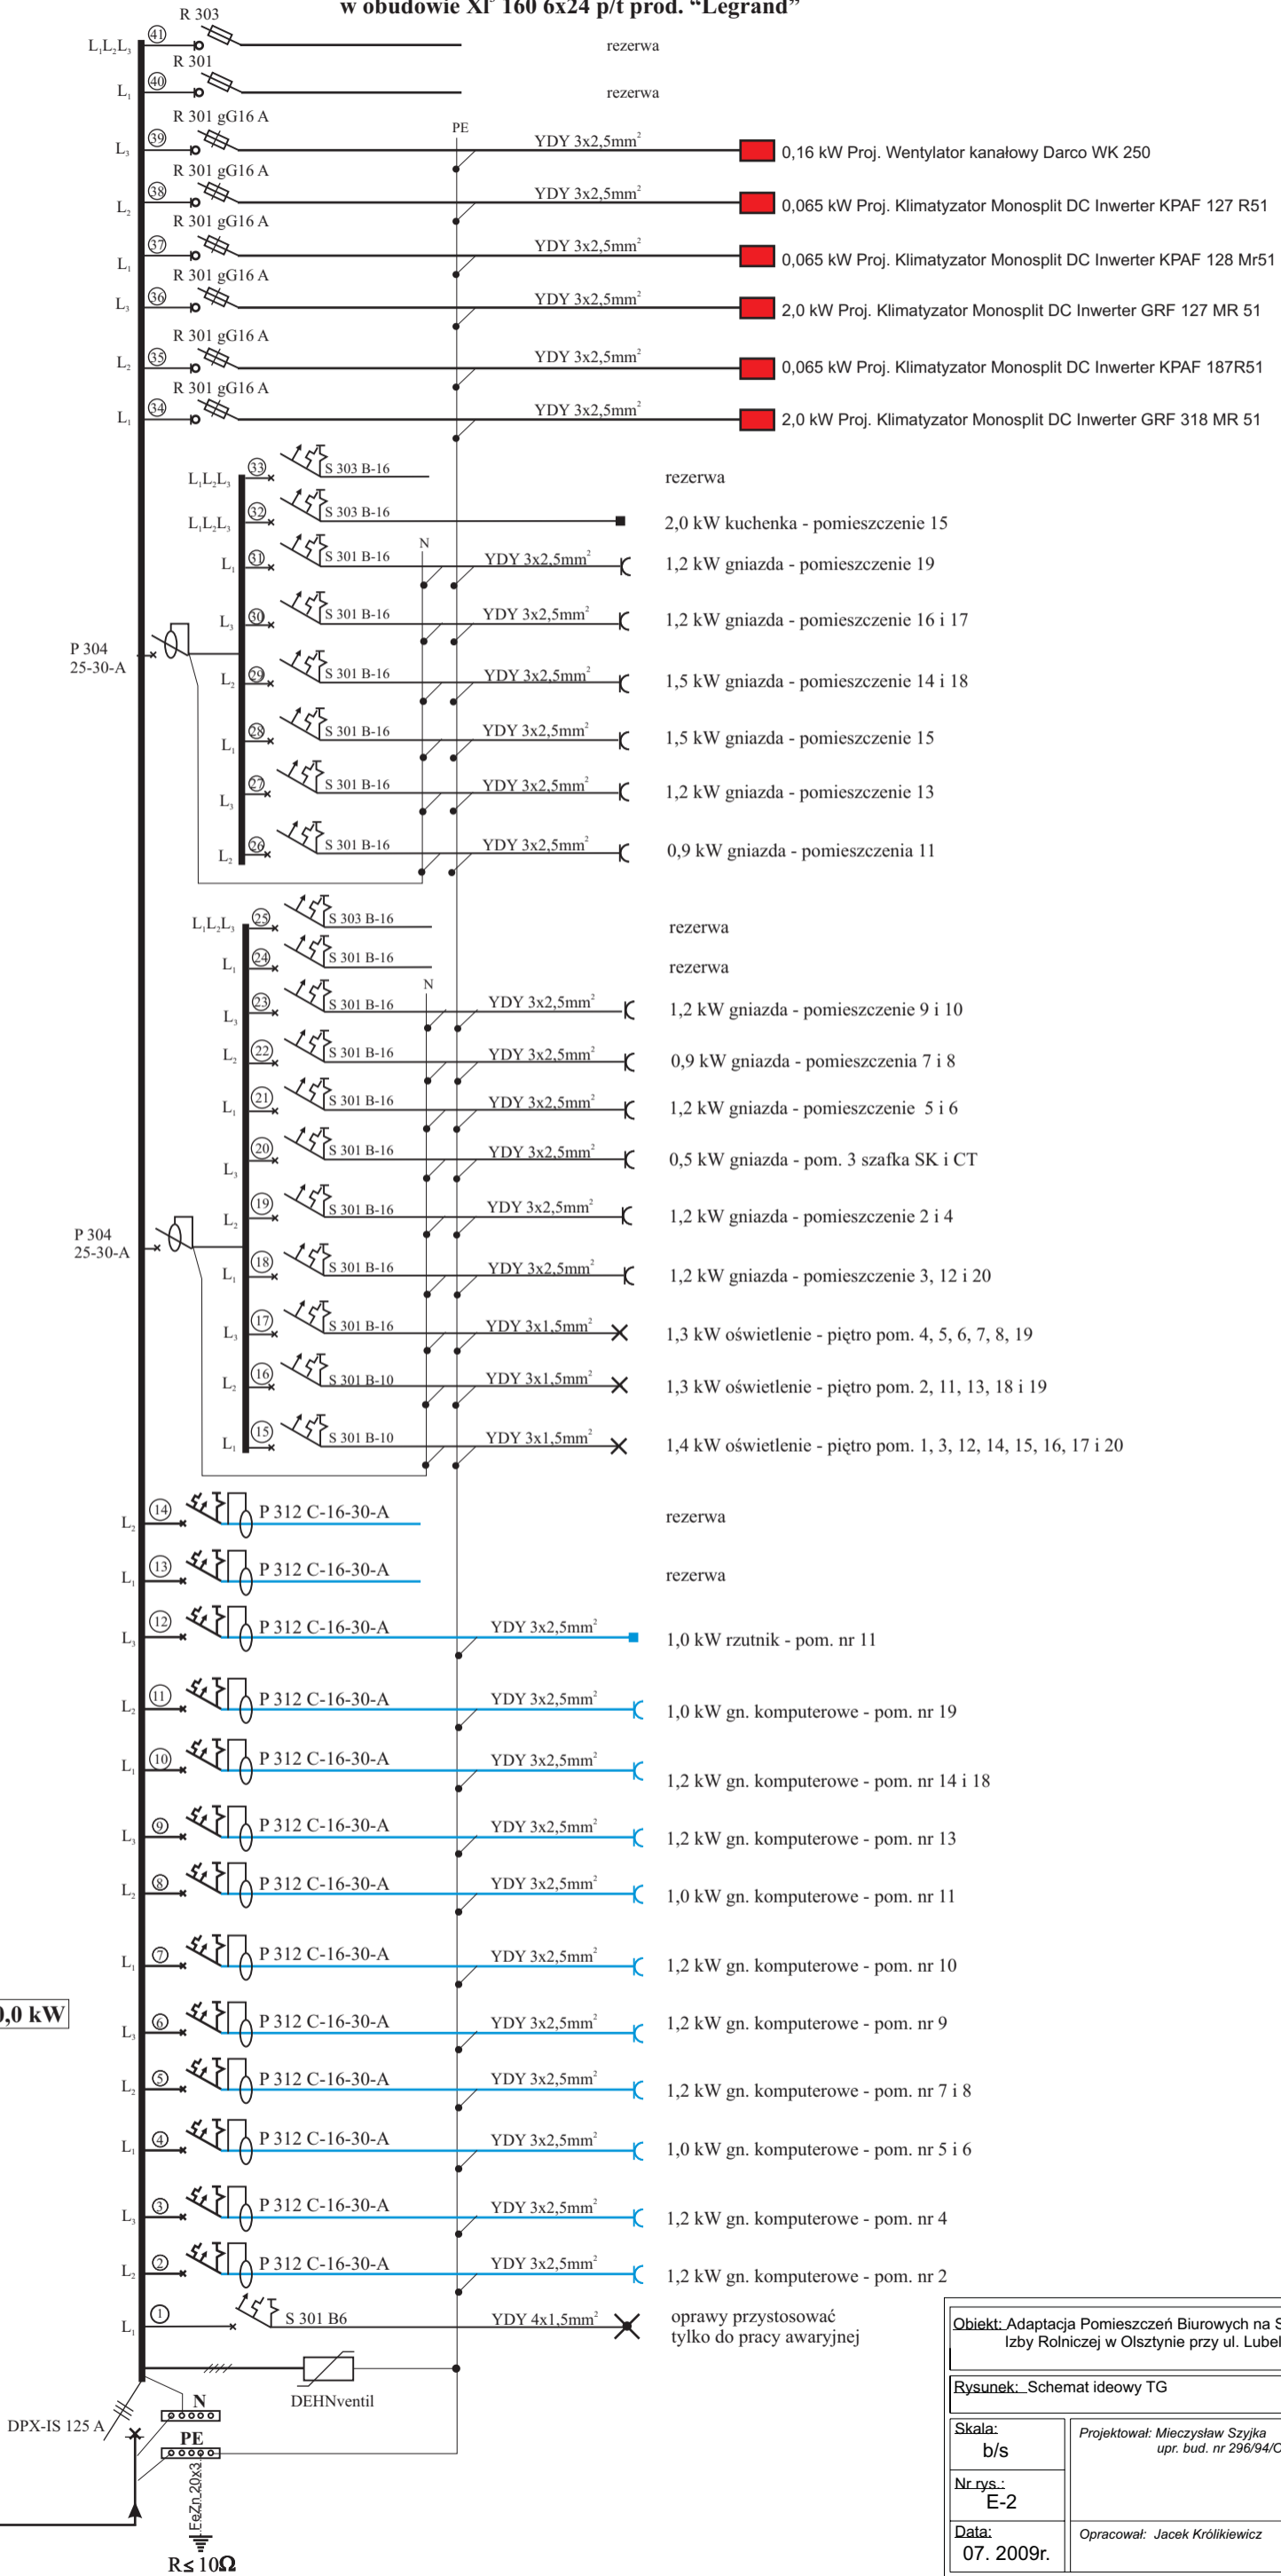 w obudowie Xl³ 160 6x24 p/t prod. “Legrand”
R 303
L₁L₂L₃ 41 rezerwa
R 301
L₁ 40 rezerwa
R 301 gG16 A PE
L₃ 39 YDY 3x2,5mm² 0,16 kW Proj. Wentylator kanałowy Darco WK 250
R 301 gG16 A
L₂ 38 YDY 3x2,5mm² 0,065 kW Proj. Klimatyzator Monosplit DC Inwerter KPAF 127 R51
R 301 gG16 A
L₁ 37 YDY 3x2,5mm² 0,065 kW Proj. Klimatyzator Monosplit DC Inwerter KPAF 128 Mr51
R 301 gG16 A
L₃ 36 YDY 3x2,5mm² 2,0 kW Proj. Klimatyzator Monosplit DC Inwerter GRF 127 MR 51
R 301 gG16 A
L₂ 35 YDY 3x2,5mm² 0,065 kW Proj. Klimatyzator Monosplit DC Inwerter KPAF 187R51
R 301 gG16 A
L₁ 34 YDY 3x2,5mm² 2,0 kW Proj. Klimatyzator Monosplit DC Inwerter GRF 318 MR 51
L₁L₂L₃ 33 S 303 B-16 rezerwa
L₁L₂L₃ 32 S 303 B-16 2,0 kW kuchenka - pomieszczenie 15
N
L₁ 31 S 301 B-16 YDY 3x2,5mm² 1,2 kW gniazda - pomieszczenie 19
L₃ 30 S 301 B-16 YDY 3x2,5mm² 1,2 kW gniazda - pomieszczenie 16 i 17
P 304
25-30-A
L₂ 29 S 301 B-16 YDY 3x2,5mm² 1,5 kW gniazda - pomieszczenie 14 i 18
L₁ 28 S 301 B-16 YDY 3x2,5mm² 1,5 kW gniazda - pomieszczenie 15
L₃ 27 S 301 B-16 YDY 3x2,5mm² 1,2 kW gniazda - pomieszczenie 13
L₂ 26 S 301 B-16 YDY 3x2,5mm² 0,9 kW gniazda - pomieszczenia 11
L₁L₂L₃ 25 S 303 B-16 rezerwa
L₁ 24 S 301 B-16 rezerwa
N
L₃ 23 S 301 B-16 YDY 3x2,5mm² 1,2 kW gniazda - pomieszczenie 9 i 10
L₂ 22 S 301 B-16 YDY 3x2,5mm² 0,9 kW gniazda - pomieszczenia 7 i 8
L₁ 21 S 301 B-16 YDY 3x2,5mm² 1,2 kW gniazda - pomieszczenie 5 i 6
L₃ 20 S 301 B-16 YDY 3x2,5mm² 0,5 kW gniazda - pom. 3 szafka SK i CT
L₂ 19 S 301 B-16 YDY 3x2,5mm² 1,2 kW gniazda - pomieszczenie 2 i 4
P 304
25-30-A
L₁ 18 S 301 B-16 YDY 3x2,5mm² 1,2 kW gniazda - pomieszczenie 3, 12 i 20
L₃ 17 S 301 B-16 YDY 3x1,5mm² 1,3 kW oświetlenie - piętro pom. 4, 5, 6, 7, 8, 19
L₂ 16 S 301 B-10 YDY 3x1,5mm² 1,3 kW oświetlenie - piętro pom. 2, 11, 13, 18 i 19
L₁ 15 S 301 B-10 YDY 3x1,5mm² 1,4 kW oświetlenie - piętro pom. 1, 3, 12, 14, 15, 16, 17 i 20
L₂ 14 P 312 C-16-30-A rezerwa
L₁ 13 P 312 C-16-30-A rezerwa
L₃ 12 P 312 C-16-30-A YDY 3x2,5mm² 1,0 kW rzutnik - pom. nr 11
L₂ 11 P 312 C-16-30-A YDY 3x2,5mm² 1,0 kW gn. komputerowe - pom. nr 19
L₁ 10 P 312 C-16-30-A YDY 3x2,5mm² 1,2 kW gn. komputerowe - pom. nr 14 i 18
L₃ 9 P 312 C-16-30-A YDY 3x2,5mm² 1,2 kW gn. komputerowe - pom. nr 13
L₂ 8 P 312 C-16-30-A YDY 3x2,5mm² 1,0 kW gn. komputerowe - pom. nr 11
L₁ 7 P 312 C-16-30-A YDY 3x2,5mm² 1,2 kW gn. komputerowe - pom. nr 10
0,0 kW
L₃ 6 P 312 C-16-30-A YDY 3x2,5mm² 1,2 kW gn. komputerowe - pom. nr 9
L₂ 5 P 312 C-16-30-A YDY 3x2,5mm² 1,2 kW gn. komputerowe - pom. nr 7 i 8
L₁ 4 P 312 C-16-30-A YDY 3x2,5mm² 1,0 kW gn. komputerowe - pom. nr 5 i 6
L₃ 3 P 312 C-16-30-A YDY 3x2,5mm² 1,2 kW gn. komputerowe - pom. nr 4
L₂ 2 P 312 C-16-30-A YDY 3x2,5mm² 1,2 kW gn. komputerowe - pom. nr 2
L₁ 1 S 301 B6 YDY 4x1,5mm² oprawy przystosować
tylko do pracy awaryjnej
DEHNventil
DPX-IS 125 A
N
PE
FeZn 20x3
R≤ 10Ω
Obiekt: Adaptacja Pomieszczeń Biurowych na S
Izby Rolniczej w Olsztynie przy ul. Lubel
Rysunek: Schemat ideowy TG
Skala:
b/s
Projektował: Mieczysław Szyjka
upr. bud. nr 296/94/O
Nr rys.:
E-2
Data:
07. 2009r.
Opracował: Jacek Królikiewicz